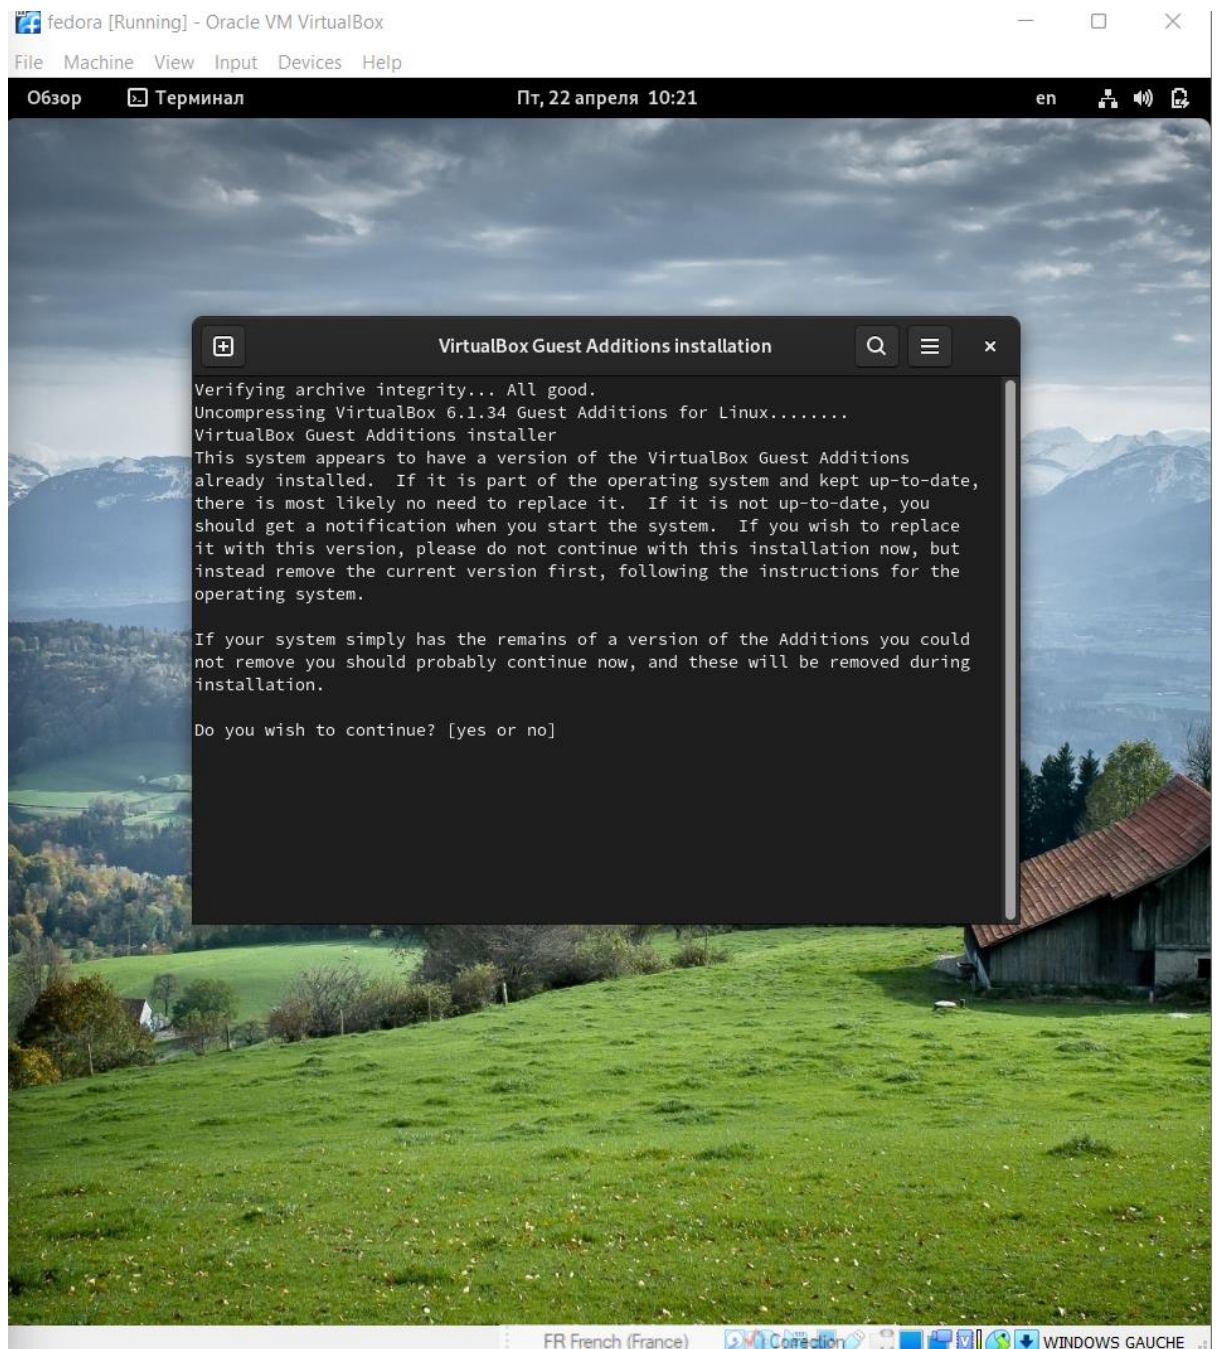 fedora [Running] - Oracle VM VirtualBox
File Machine View Input Devices Help
Обзор Терминал Пт, 22 апреля 10:21 en
VirtualBox Guest Additions installation
Verifying archive integrity... All good.
Uncompressing VirtualBox 6.1.34 Guest Additions for Linux........
VirtualBox Guest Additions installer
This system appears to have a version of the VirtualBox Guest Additions
already installed.  If it is part of the operating system and kept up-to-date,
there is most likely no need to replace it.  If it is not up-to-date, you
should get a notification when you start the system.  If you wish to replace
it with this version, please do not continue with this installation now, but
instead remove the current version first, following the instructions for the
operating system.
If your system simply has the remains of a version of the Additions you could
not remove you should probably continue now, and these will be removed during
installation.
Do you wish to continue? [yes or no]
FR French (France) Correction WINDOWS GAUCHE